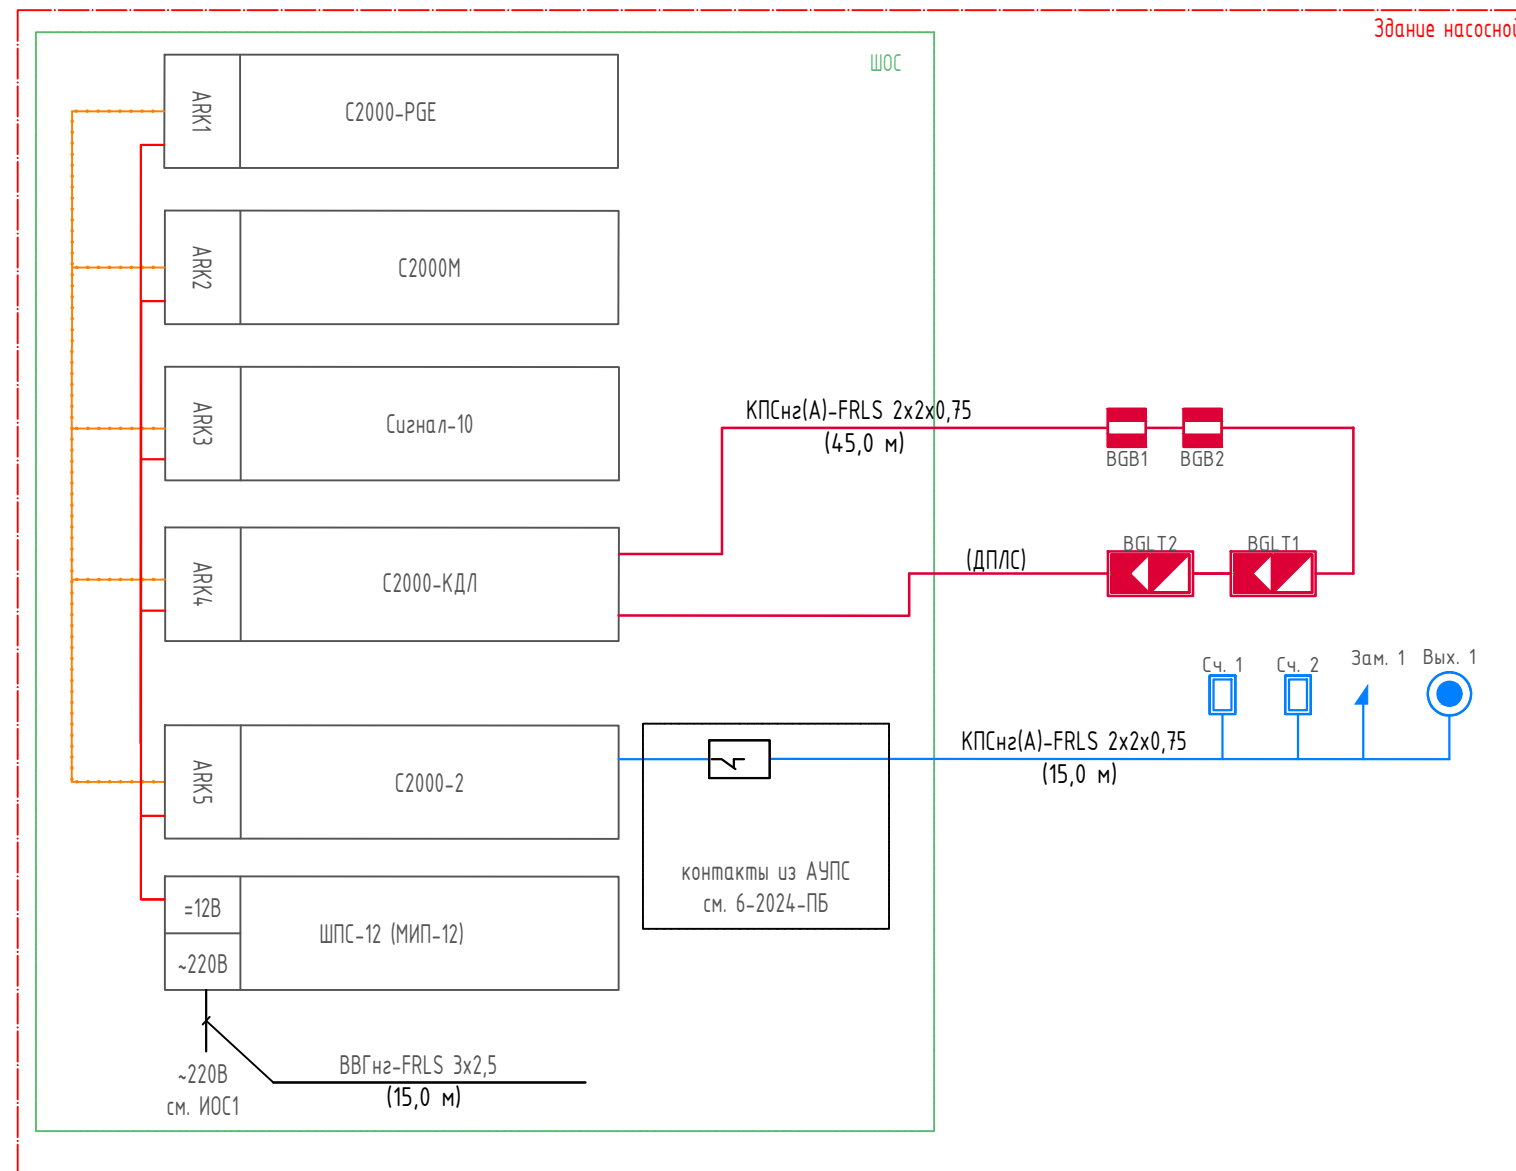 Здание насосной
ШОС
ARK1
С2000-PGE
ARK2
С2000М
ARK3
Сигнал-10
КПСнг(А)-FRLS 2х2х0,75
(45,0 м)
BGB1
BGB2
ARK4
С2000-КДЛ
(ДПЛС)
BGLT2
BGLT1
Сч. 1
Сч. 2
Зам. 1
Вых. 1
ARK5
С2000-2
КПСнг(А)-FRLS 2х2х0,75
(15,0 м)
контакты из АУПС
см. 6-2024-ПБ
=12В
~220В
ШПС-12 (МИП-12)
ВВГнг-FRLS 3х2,5
(15,0 м)
~220В
см. ИОС1